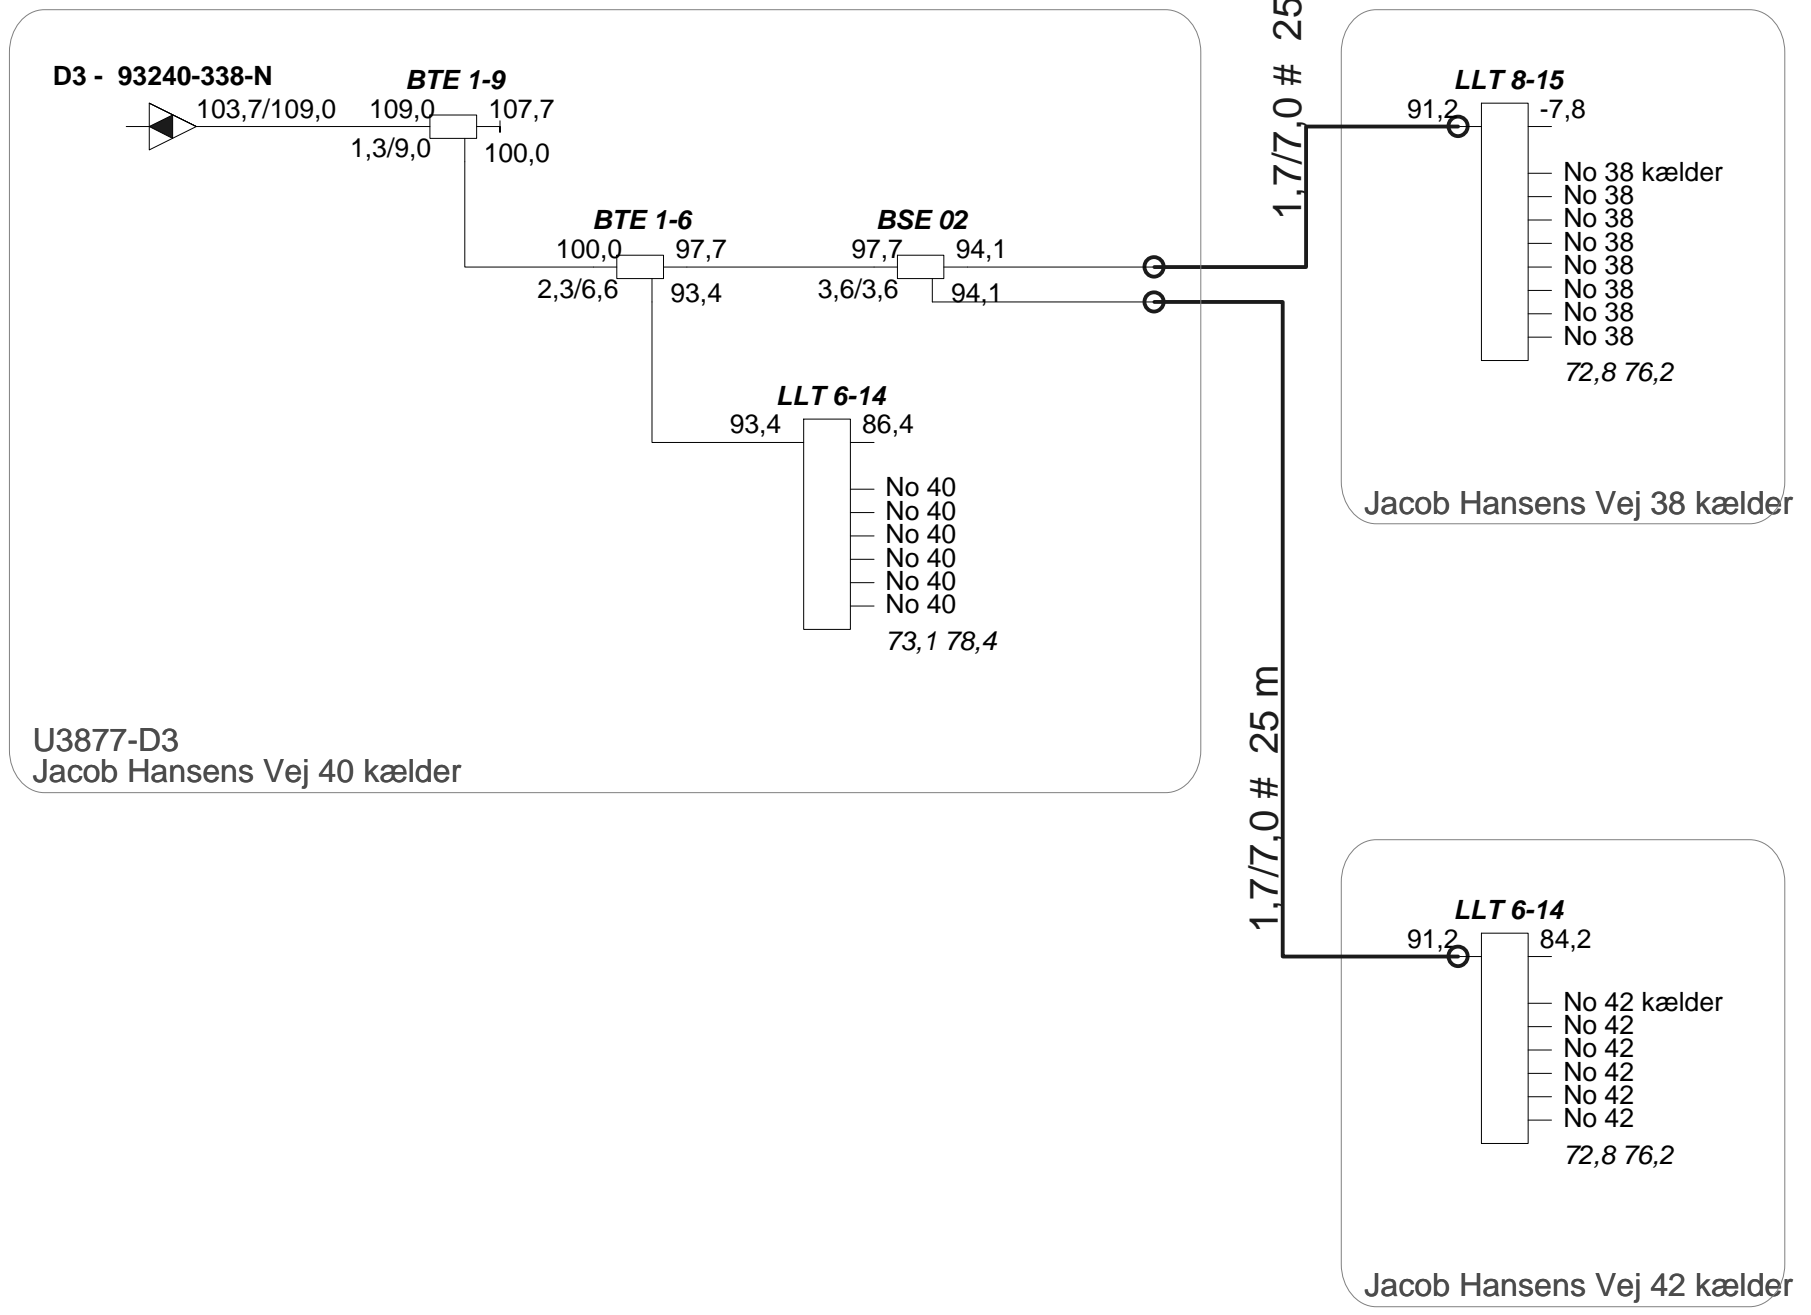 D3 -  93240-338-N
BTE 1-9
103,7/109,0
109,0
107,7
1,3/9,0
100,0
BTE 1-6
100,0
97,7
2,3/6,6
93,4
BSE 02
97,7
94,1
3,6/3,6
94,1
LLT 6-14
93,4
86,4
No 40
No 40
No 40
No 40
No 40
No 40
73,1 78,4
U3877-D3
Jacob Hansens Vej 40 kælder
1,7/7,0 #  25
LLT 8-15
91,2
-7,8
No 38 kælder
No 38
No 38
No 38
No 38
No 38
No 38
No 38
72,8 76,2
Jacob Hansens Vej 38 kælder
1,7/7,0 #  25 m
LLT 6-14
91,2
84,2
No 42 kælder
No 42
No 42
No 42
No 42
No 42
72,8 76,2
Jacob Hansens Vej 42 kælder